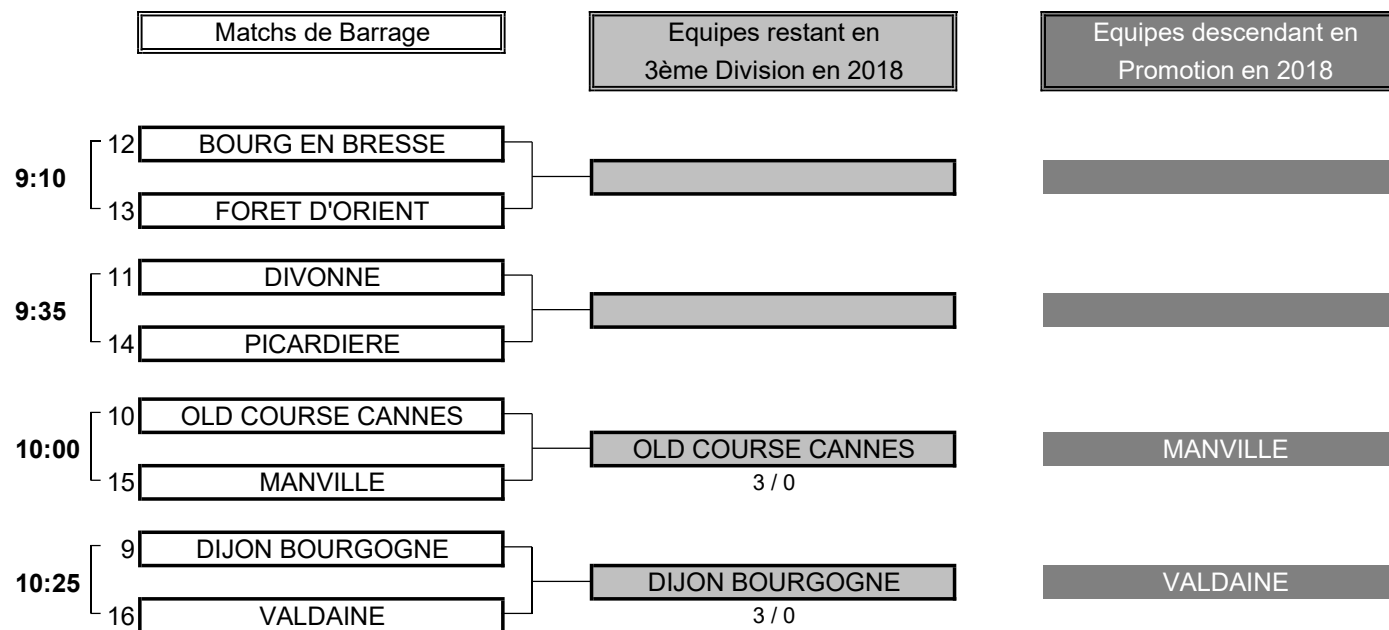 Matchs de Barrage
Equipes restant en
3ème Division en 2018
Equipes descendant en
Promotion en 2018
12 BOURG EN BRESSE
9:10
13 FORET D'ORIENT
11 DIVONNE
9:35
14 PICARDIERE
10 OLD COURSE CANNES
10:00 OLD COURSE CANNES MANVILLE
15 MANVILLE 3 / 0
9 DIJON BOURGOGNE
10:25 DIJON BOURGOGNE VALDAINE
16 VALDAINE 3 / 0